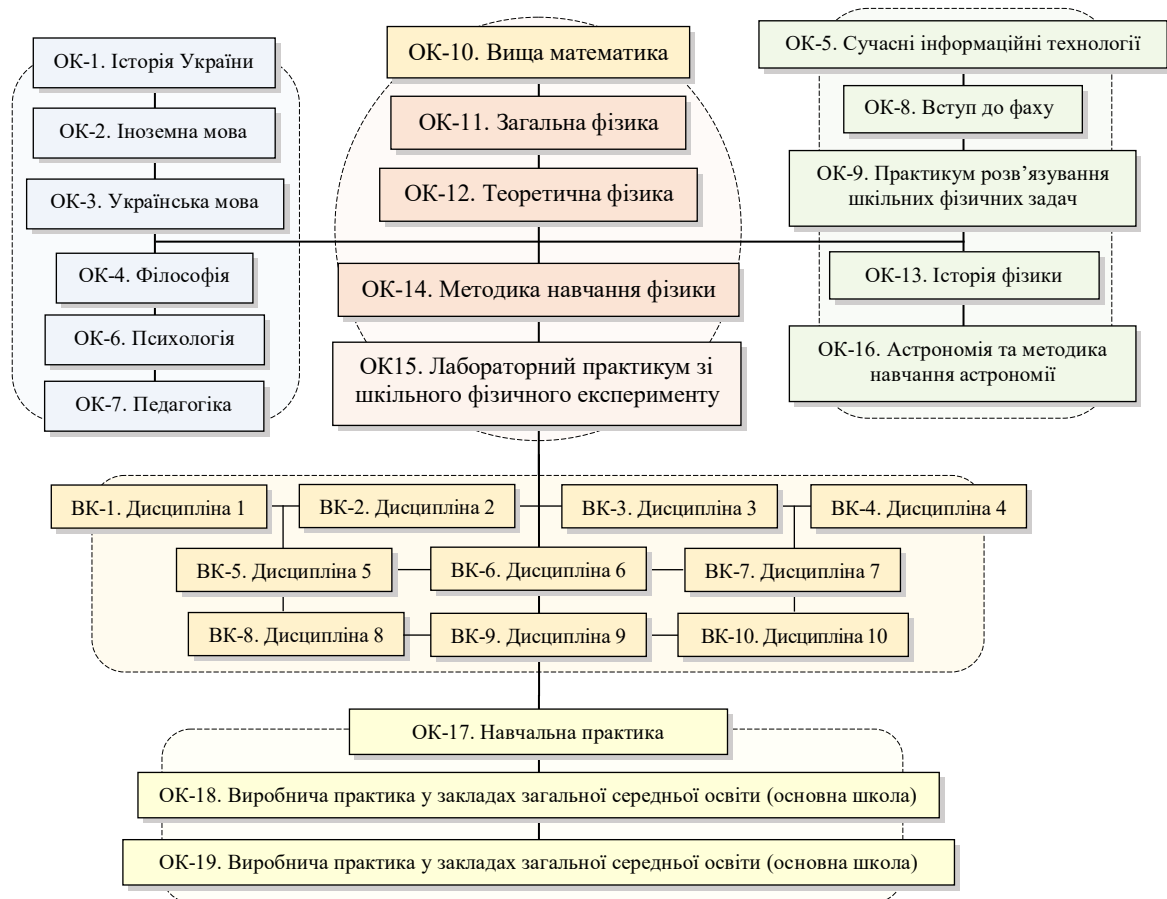 ОК-1. Історія України
ОК-2. Іноземна мова
ОК-3. Українська мова
ОК-4. Філософія
ОК-6. Психологія
ОК-7. Педагогіка
ОК-10. Вища математика
ОК-11. Загальна фізика
ОК-12. Теоретична фізика
ОК-14. Методика навчання фізики
ОК15. Лабораторний практикум зі
шкільного фізичного експерименту
ОК-5. Сучасні інформаційні технології
ОК-8. Вступ до фаху
ОК-9. Практикум розв’язування
шкільних фізичних задач
ОК-13. Історія фізики
ОК-16. Астрономія та методика
навчання астрономії
ВК-1. Дисципліна 1
ВК-2. Дисципліна 2
ВК-3. Дисципліна 3
ВК-4. Дисципліна 4
ВК-5. Дисципліна 5
ВК-6. Дисципліна 6
ВК-7. Дисципліна 7
ВК-8. Дисципліна 8
ВК-9. Дисципліна 9
ВК-10. Дисципліна 10
ОК-17. Навчальна практика
ОК-18. Виробнича практика у закладах загальної середньої освіти (основна школа)
ОК-19. Виробнича практика у закладах загальної середньої освіти (основна школа)